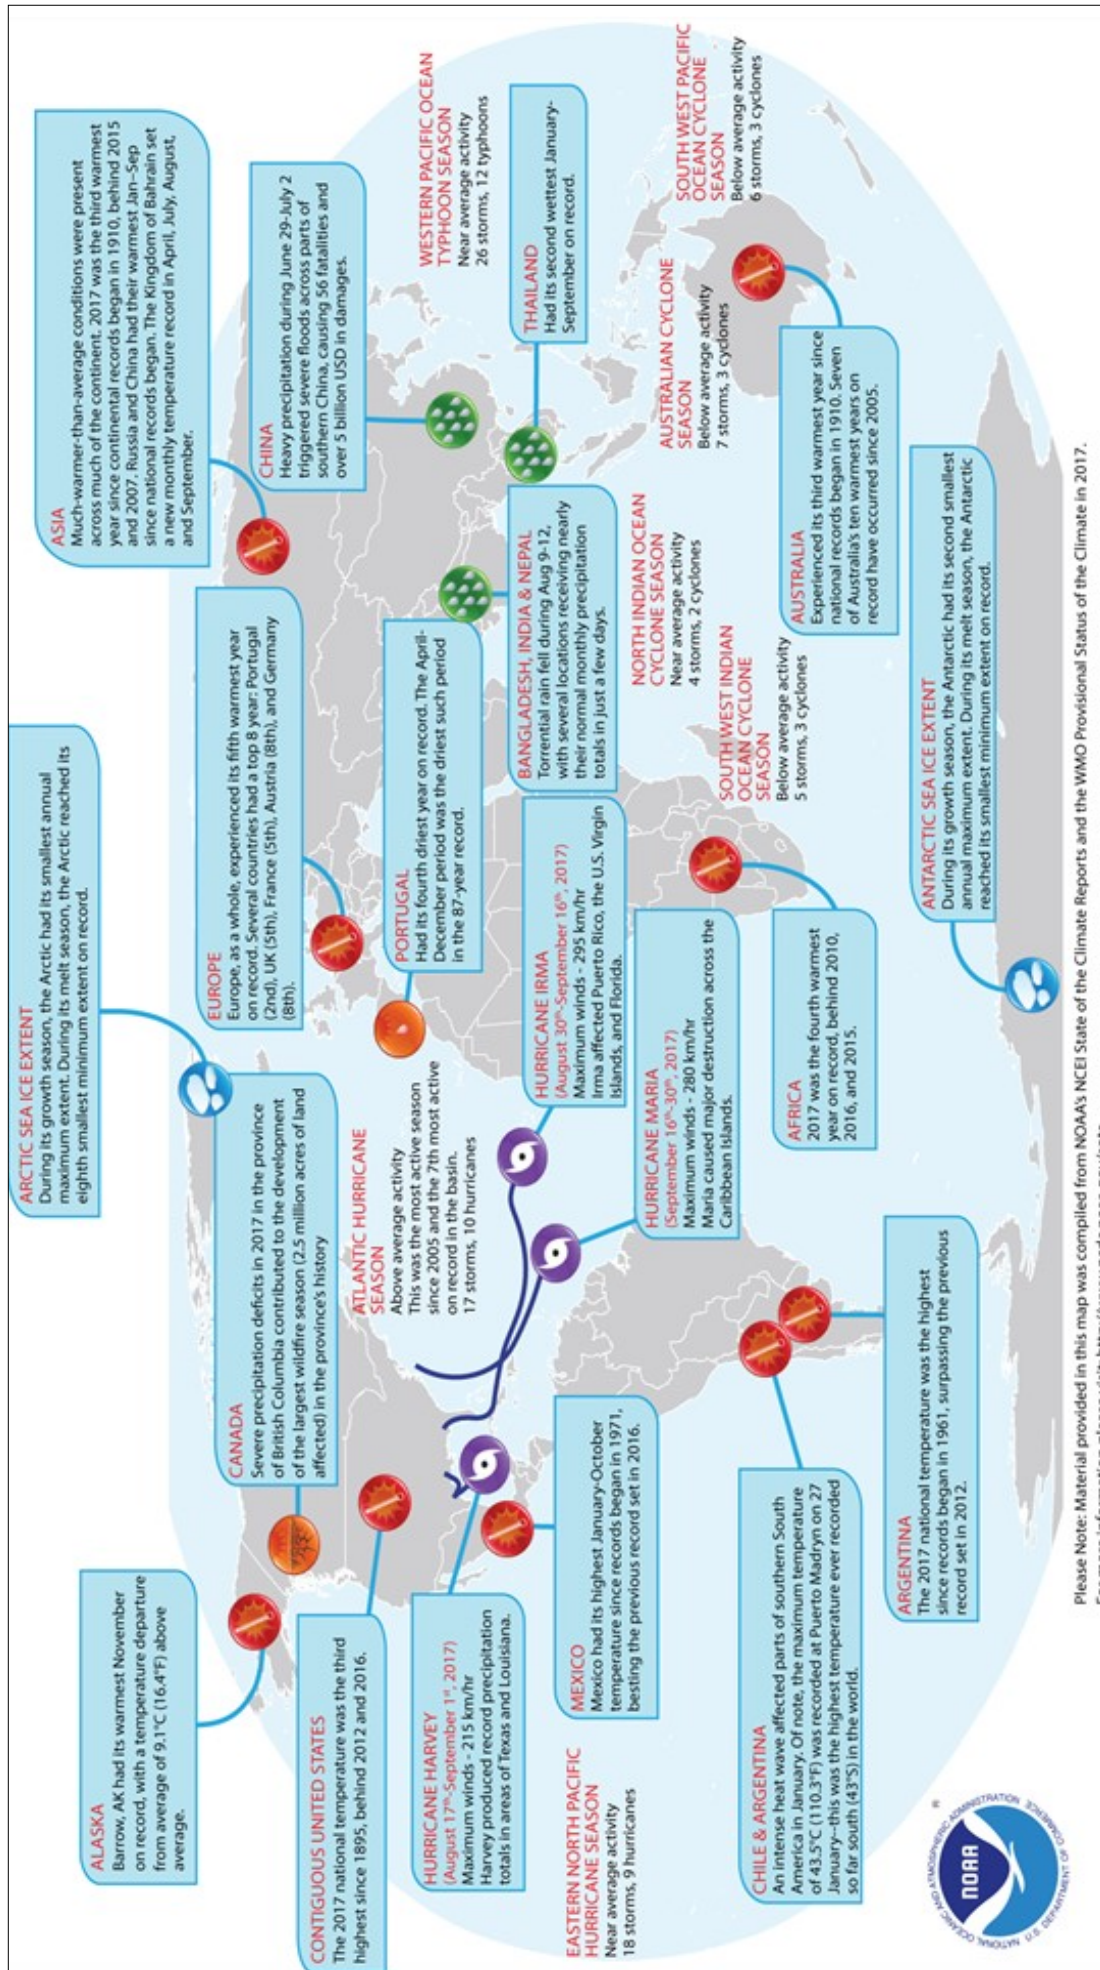 ARCTIC SEA ICE EXTENT
During its growth season, the Arctic had its smallest annual
maximum extent. During its melt season, the Arctic reached its
eighth smallest minimum extent on record.
ASIA
Much-warmer-than-average conditions were present
across much of the continent. 2017 was the third warmest
year since continental records began in 1910, behind 2015
and 2007. Russia and China had their warmest Jan–Sep
since national records began. The Kingdom of Bahrain set
a new monthly temperature record in April, July, August,
and September.
ALASKA
Barrow, AK had its warmest November
on record, with a temperature departure
from average of 9.1°C (16.4°F) above
average.
CANADA
Severe precipitation deficits in 2017 in the province
of British Columbia contributed to the development
of the largest wildfire season (2.5 million acres of land
affected) in the province's history
EUROPE
Europe, as a whole, experienced its fifth warmest year
on record. Several countries had a top 8 year: Portugal
(2nd), UK (5th), France (5th), Austria (8th), and Germany
(8th).
CHINA
Heavy precipitation during June 29-July 2
triggered severe floods across parts of
southern China, causing 56 fatalities and
over 5 billion USD in damages.
CONTIGUOUS UNITED STATES
The 2017 national temperature was the third
highest since 1895, behind 2012 and 2016.
ATLANTIC HURRICANE
SEASON
Above average activity
This was the most active season
since 2005 and the 7th most active
on record in the basin.
17 storms, 10 hurricanes
PORTUGAL
Had its fourth driest year on record. The April-
December period was the driest such period
in the 87-year record.
WESTERN PACIFIC OCEAN
TYPHOON SEASON
Near average activity
26 storms, 12 typhoons
HURRICANE HARVEY
(August 17th-September 1st, 2017)
Maximum winds - 215 km/hr
Harvey produced record precipitation
totals in areas of Texas and Louisiana.
HURRICANE IRMA
(August 30th-September 16th, 2017)
Maximum winds - 295 km/hr
Irma affected Puerto Rico, the U.S. Virgin
Islands, and Florida.
BANGLADESH, INDIA & NEPAL
Torrential rain fell during Aug 9-12,
with several locations receiving nearly
their normal monthly precipitation
totals in just a few days.
THAILAND
Had its second wettest January-
September on record.
EASTERN NORTH PACIFIC
HURRICANE SEASON
Near average activity
18 storms, 9 hurricanes
MEXICO
Mexico had its highest January-October
temperature since records began in 1971,
besting the previous record set in 2016.
HURRICANE MARIA
(September 16th-30th, 2017)
Maximum winds - 280 km/hr
Maria caused major destruction across the
Caribbean Islands.
NORTH INDIAN OCEAN
CYCLONE SEASON
Near average activity
4 storms, 2 cyclones
AUSTRALIAN CYCLONE
SEASON
Below average activity
7 storms, 3 cyclones
SOUTH WEST PACIFIC
OCEAN CYCLONE
SEASON
Below average activity
6 storms, 3 cyclones
SOUTH WEST INDIAN
OCEAN CYCLONE
SEASON
Below average activity
5 storms, 3 cyclones
CHILE & ARGENTINA
An intense heat wave affected parts of southern South
America in January. Of note, the maximum temperature
of 43.5°C (110.3°F) was recorded at Puerto Madryn on 27
January--this was the highest temperature ever recorded
so far south (43°S) in the world.
AFRICA
2017 was the fourth warmest
year on record, behind 2010,
2016, and 2015.
AUSTRALIA
Experienced its third warmest year since
national records began in 1910. Seven
of Australia's ten warmest years on
record have occurred since 2005.
ARGENTINA
The 2017 national temperature was the highest
since records began in 1961, surpassing the previous
record set in 2012.
ANTARCTIC SEA ICE EXTENT
During its growth season, the Antarctic had its second smallest
annual maximum extent. During its melt season, the Antarctic
reached its smallest minimum extent on record.
NATIONAL OCEANIC AND ATMOSPHERIC ADMINISTRATION
NOAA
U.S. DEPARTMENT OF COMMERCE
®
Please Note: Material provided in this map was compiled from NOAA's NCEI State of the Climate Reports and the WMO Provisional Status of the Climate in 2017.